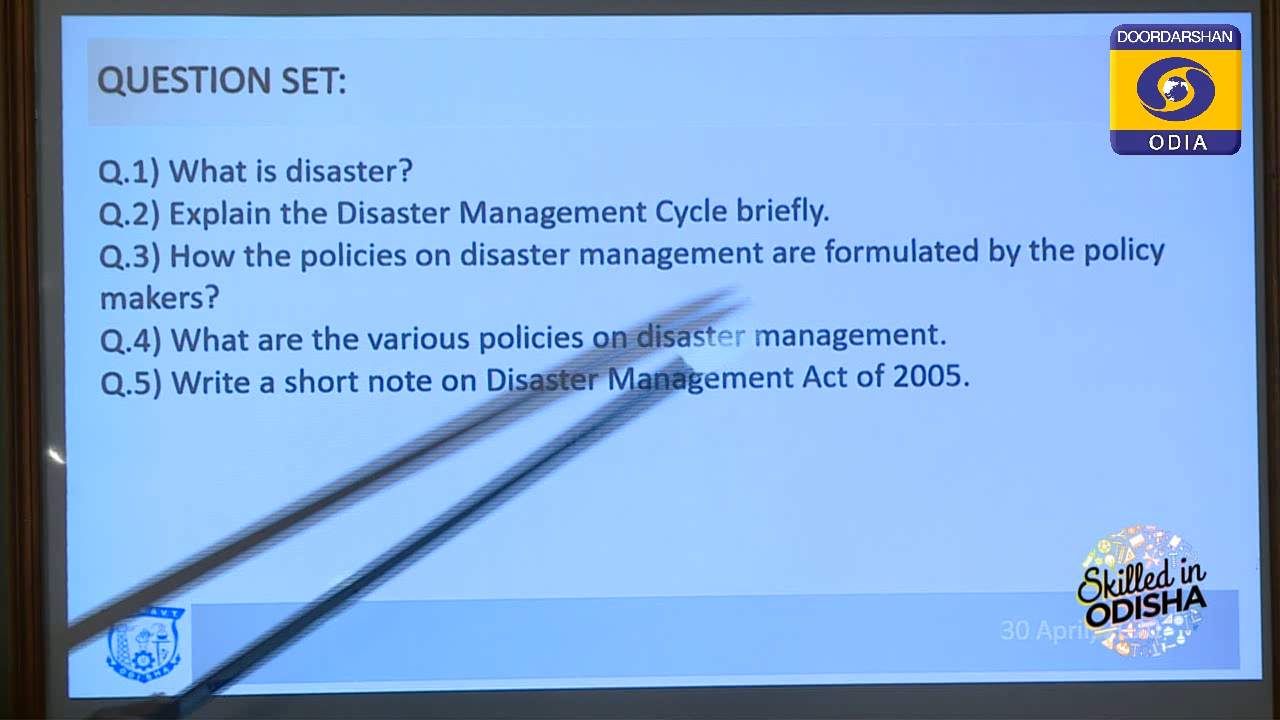 DOORDARSHAN
ODIA
QUESTION SET:
Q.1) What is disaster?
Q.2) Explain the Disaster Management Cycle briefly.
Q.3) How the policies on disaster management are formulated by the policy
makers?
Q.4) What are the various policies on disaster management.
Q.5) Write a short note on Disaster Management Act of 2005.
Skilled in
ODISHA
30 April,
ODISHA